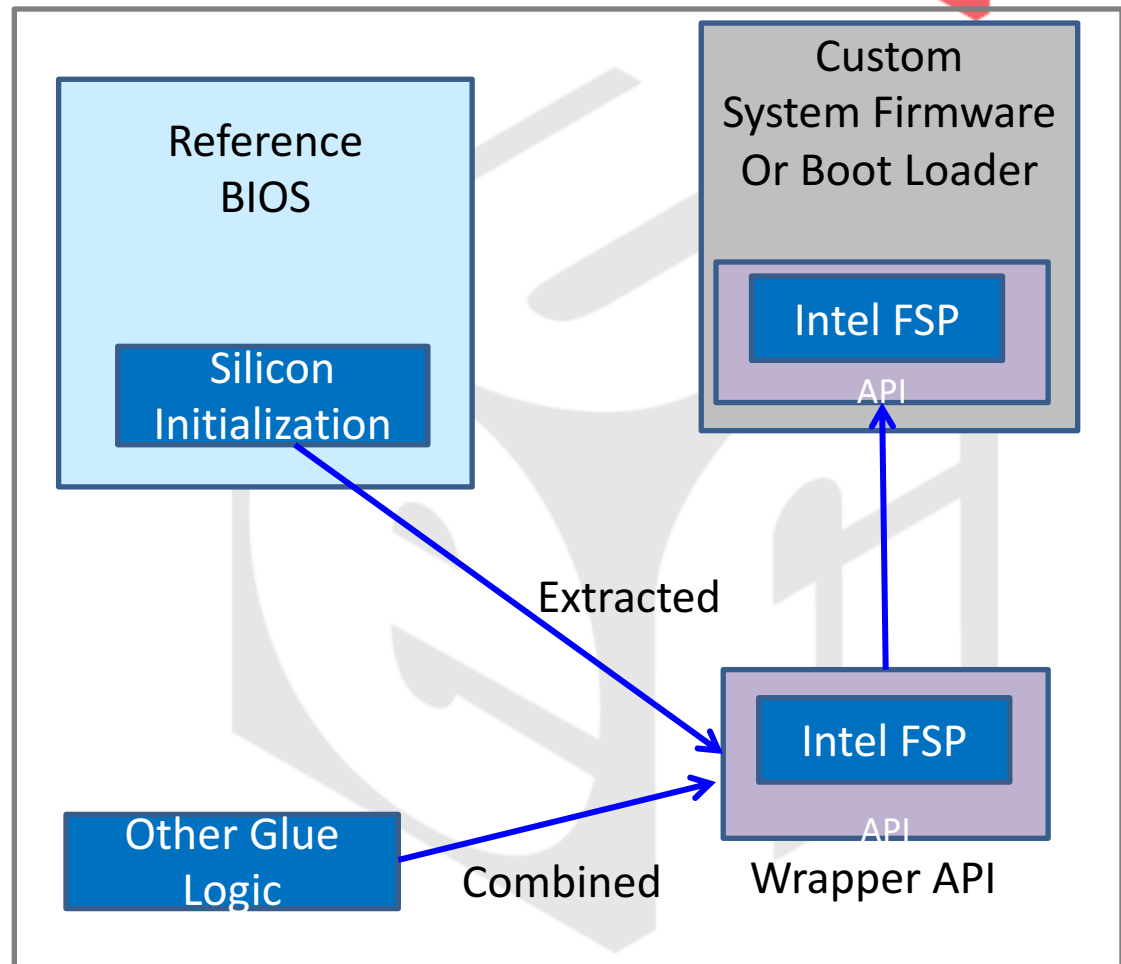 Reference
BIOS
Silicon
Initialization
Custom
System Firmware
Or Boot Loader
Intel FSP
API
Extracted
Other Glue
Logic
Combined
Intel FSP
API
Wrapper API